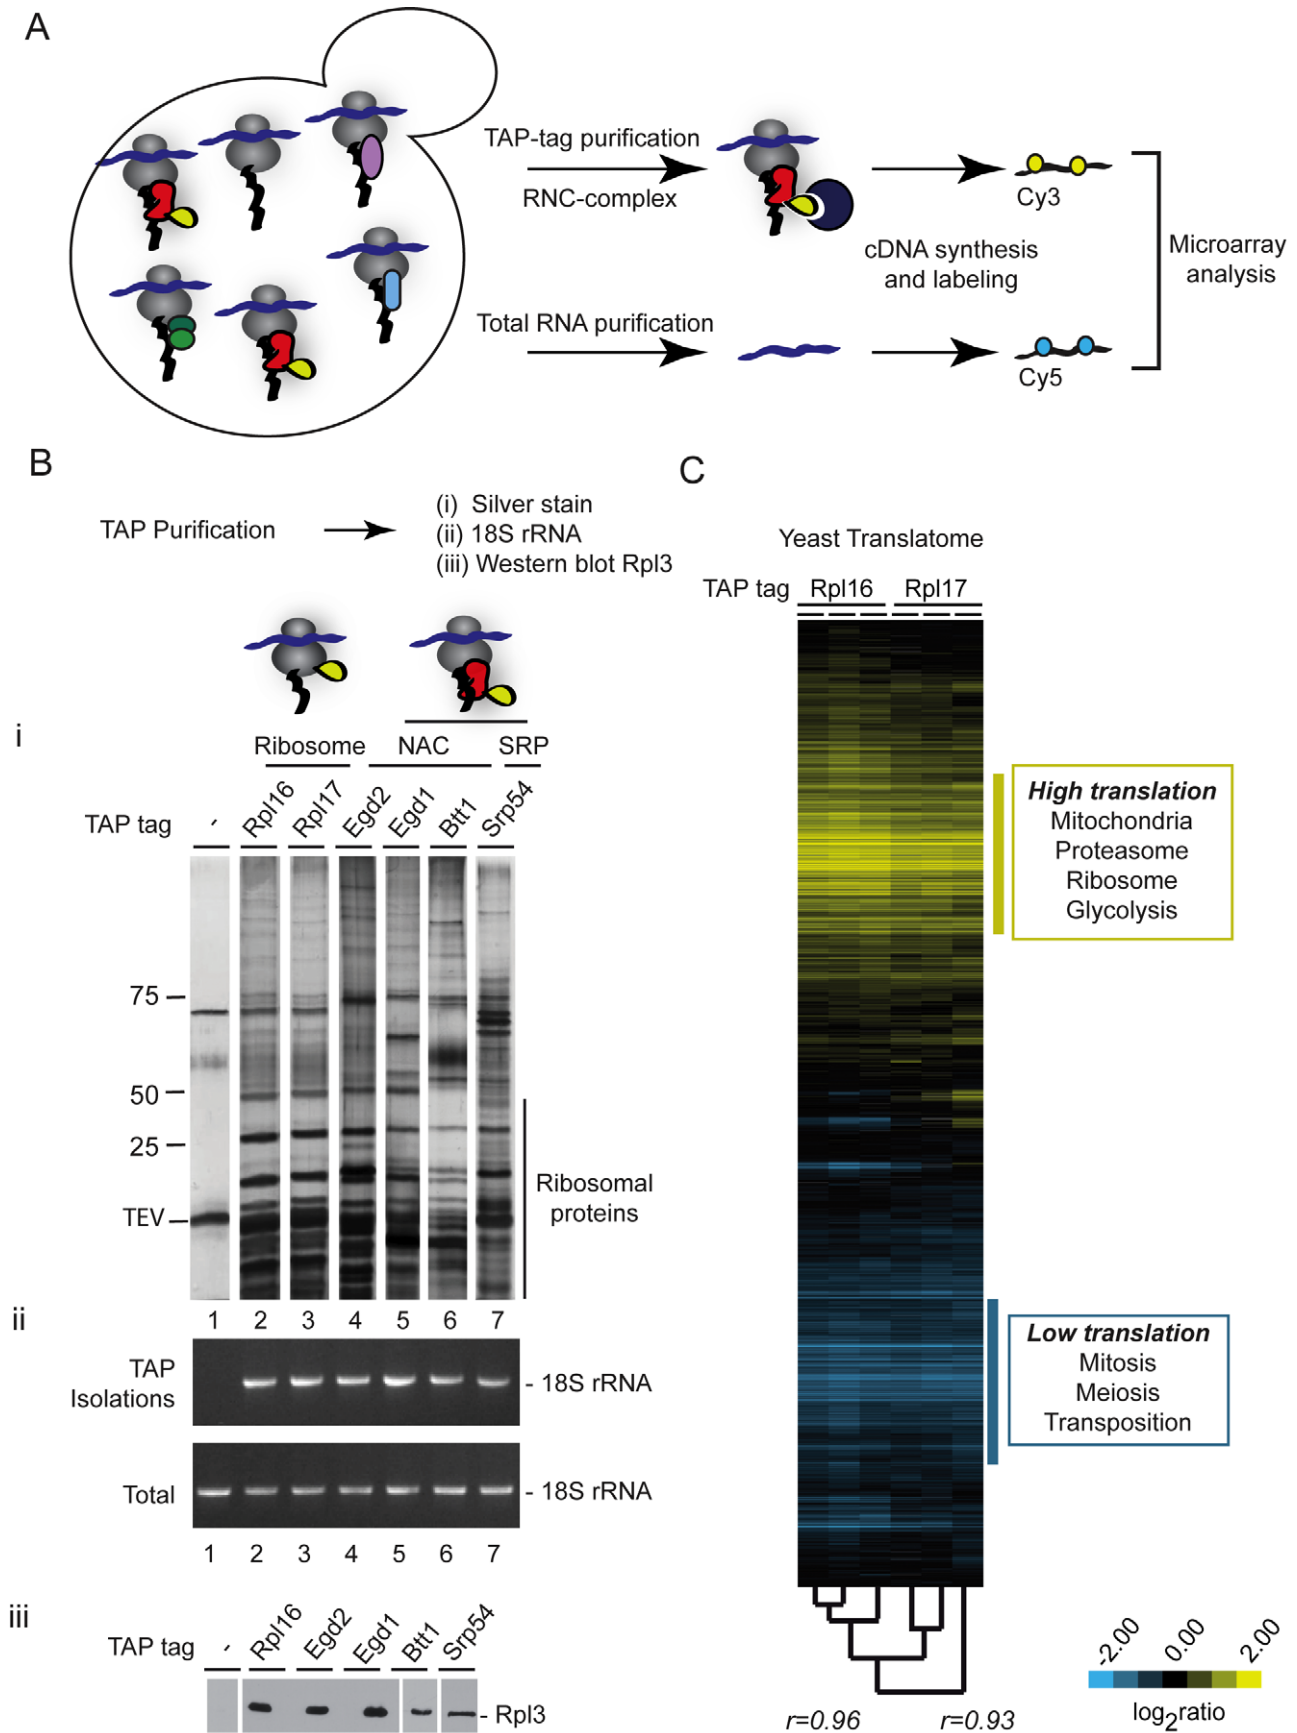 A
TAP-tag purification
RNC-complex
Cy3
cDNA synthesis
and labeling
Microarray
analysis
Total RNA purification
Cy5
B
TAP Purification
(i) Silver stain
(ii) 18S rRNA
(iii) Western blot Rpl3
i
Ribosome
NAC
SRP
TAP tag
-
Rpl16
Rpl17
Egd2
Egd1
Btt1
Srp54
75
50
25
TEV
Ribosomal
proteins
1 2 3 4 5 6 7
ii
TAP
Isolations
- 18S rRNA
Total
- 18S rRNA
1 2 3 4 5 6 7
iii
TAP tag
-
Rpl16
Egd2
Egd1
Btt1
Srp54
- Rpl3
C
Yeast Translatome
TAP tag Rpl16 Rpl17
High translation
Mitochondria
Proteasome
Ribosome
Glycolysis
Low translation
Mitosis
Meiosis
Transposition
r=0.96
r=0.93
-2.00
0.00
2.00
log2ratio